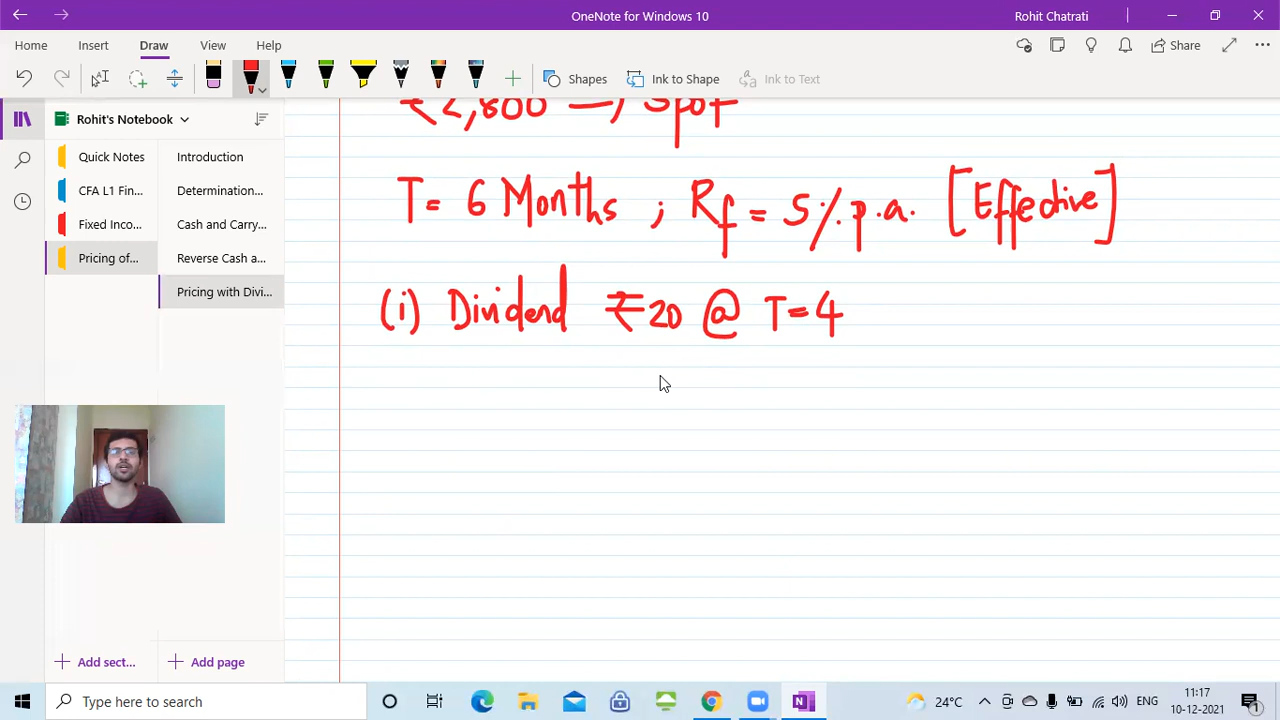 OneNote for Windows 10
Rohit Chatrati
Home Insert Draw View Help
Share
Shapes
Ink to Shape
Ink to Text
Rohit's Notebook
Quick Notes
CFA L1 Fin...
Fixed Inco...
Pricing of...
Introduction
Determination...
Cash and Carry...
Reverse Cash a...
Pricing with Divi...
₹2,800 → Spot
T= 6 Months ; Rf = 5%p.a. [Effective]
(i) Dividend ₹20 @ T=4
Add sect...
Add page
Type here to search
24°C
ENG
11:17
10-12-2021
1